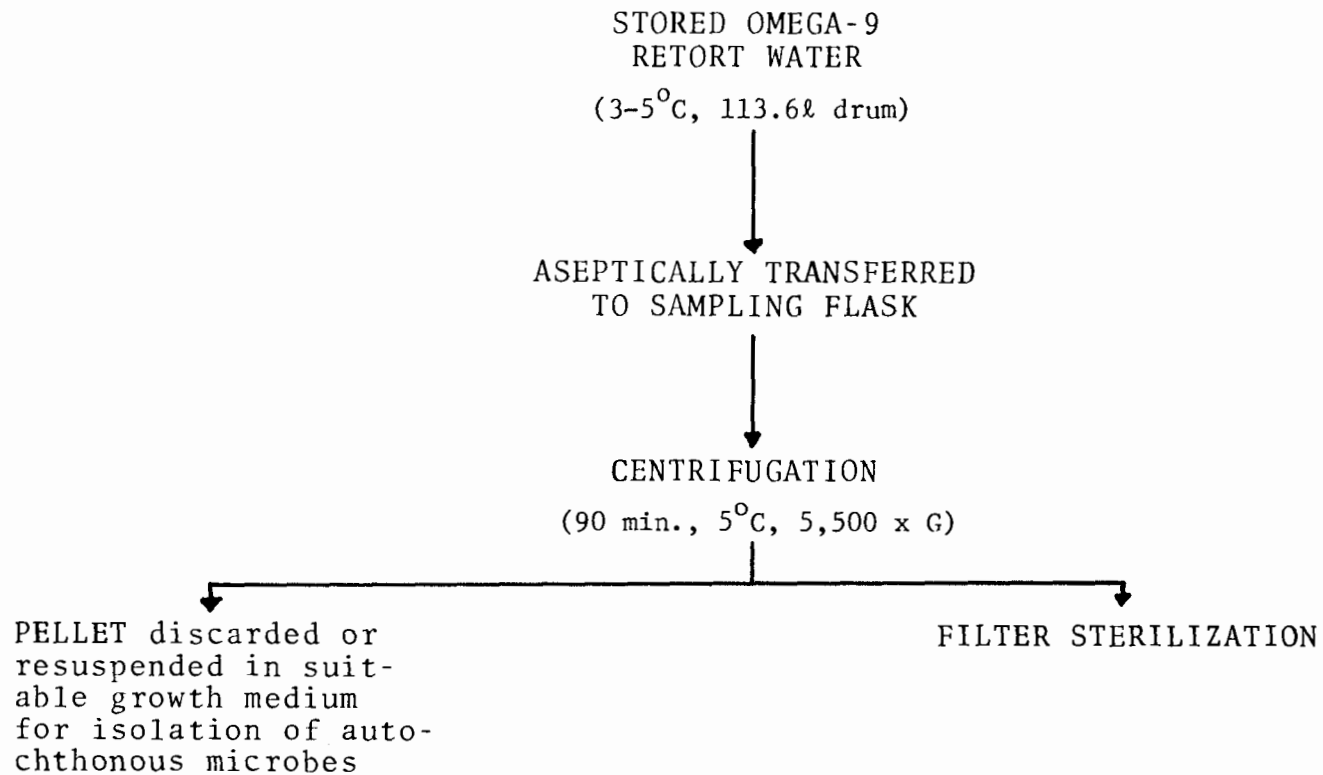 STORED OMEGA-9
RETORT WATER
(3-5°C, 113.6ℓ drum)
ASEPTICALLY TRANSFERRED
TO SAMPLING FLASK
CENTRIFUGATION
(90 min., 5°C, 5,500 x G)
PELLET discarded or
resuspended in suit-
able growth medium
for isolation of auto-
chthonous microbes
FILTER STERILIZATION